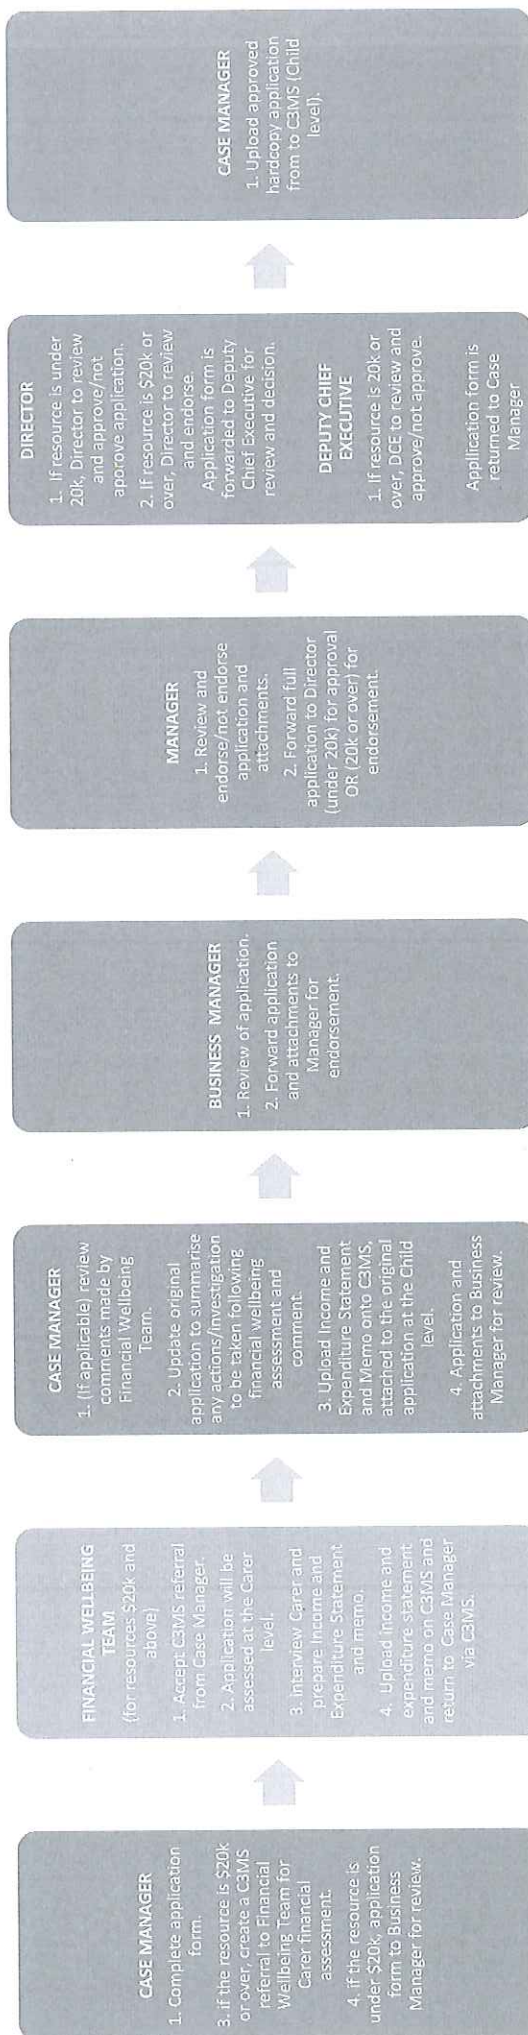 CASE MANAGER
1. Complete application
form.
3. if the resource is $20k
or over, create a C3MS
referral to Financial
Wellbeing Team for
Carer financial
assessment.
4. if the resource is
under $20k, application
form to Business
Manager for review.
FINANCIAL WELLBEING
TEAM
(for resources $20k and
above)
1. Accept C3MS referral
from Case Manager.
2. Application will be
assessed at the Carer
level.
3. Interview Carer and
prepare Income and
Expenditure Statement
and memo.
4. Upload income and
expenditure statement
and memo on C3MS and
return to Case Manager
via C3MS.
CASE MANAGER
1. (If applicable) review
comments made by
Financial Wellbeing
Team.
2. Update original
application to summarise
any actions/investigation
to be taken following
financial wellbeing
assessment and
comment.
3. Upload Income and
Expenditure Statement
and Memo onto C3MS,
attached to the original
application at the Child
level.
4. Application and
attachments to Business
Manager for review.
BUSINESS MANAGER
1. Review of application.
2. Forward application
and attachments to
Manager for
endorsement.
MANAGER
1. Review and
endorse/not endorse
application and
attachments.
2. Forward full
application to Director
(under 20k) for approval
OR (20k or over) for
endorsement.
DIRECTOR
1. If resource is under
20k, Director to review
and approve/not
approve application.
2. If resource is $20k or
over, Director to review
and endorse.
Application form is
forwarded to Deputy
Chief Executive for
review and decision.
DEPUTY CHIEF
EXECUTIVE
1. If resource is 20k or
over, DCE to review and
approve/not approve.
Application form is
returned to Case
Manager
CASE MANAGER
1. Upload approved
hardcopy application
from to C3MS (Child
level).